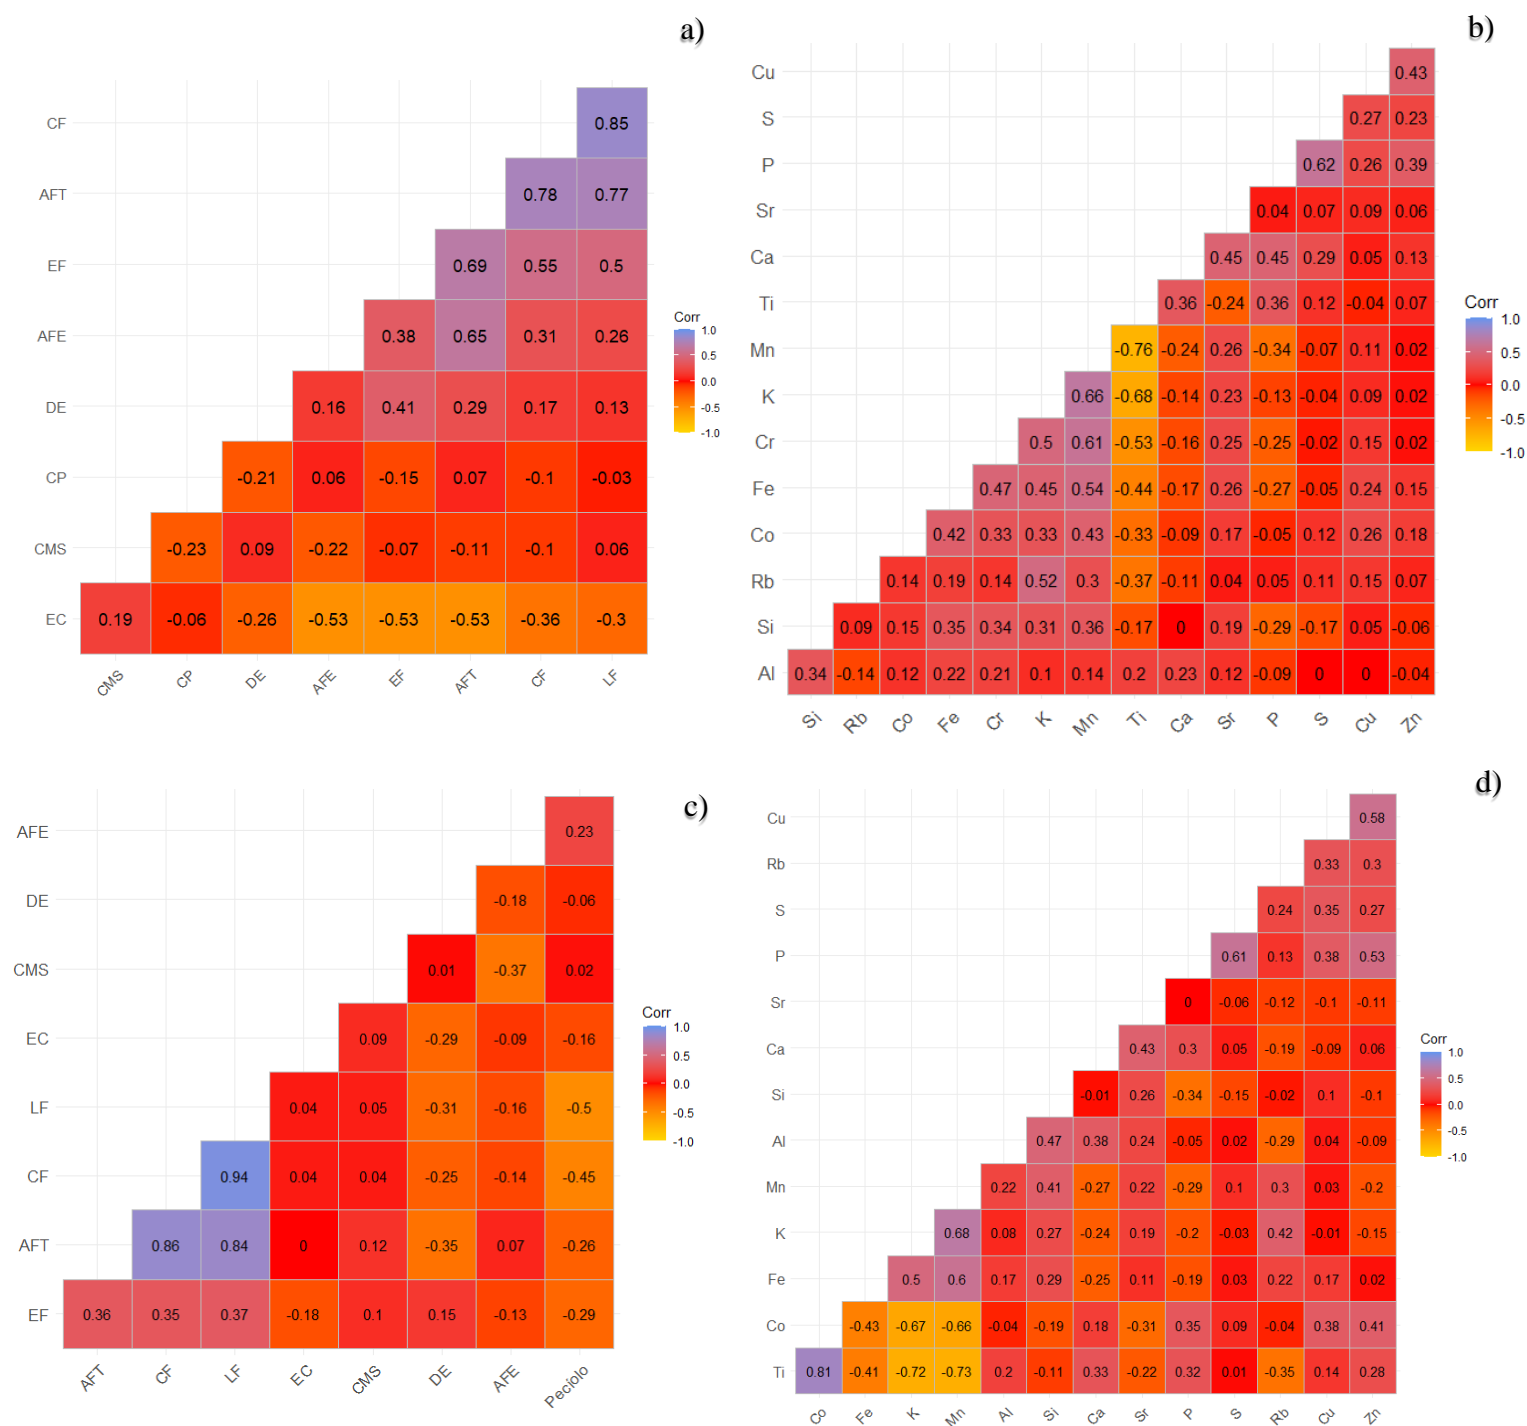 a)
CF 0.85
AFT 0.78 0.77
EF 0.69 0.55 0.5
AFE 0.38 0.65 0.31 0.26
DE 0.16 0.41 0.29 0.17 0.13
CP -0.21 0.06 -0.15 0.07 -0.1 -0.03
CMS -0.23 0.09 -0.22 -0.07 -0.11 -0.1 0.06
EC 0.19 -0.06 -0.26 -0.53 -0.53 -0.53 -0.36 -0.3
CMS CP DE AFE EF AFT CF LF
Corr
1.0
0.5
0.0
-0.5
-1.0
b)
Cu 0.43
S 0.27 0.23
P 0.62 0.26 0.39
Sr 0.04 0.07 0.09 0.06
Ca 0.45 0.45 0.29 0.05 0.13
Ti 0.36 -0.24 0.36 0.12 -0.04 0.07
Mn -0.76 -0.24 0.26 -0.34 -0.07 0.11 0.02
K 0.66 -0.68 -0.14 0.23 -0.13 -0.04 0.09 0.02
Cr 0.5 0.61 -0.53 -0.16 0.25 -0.25 -0.02 0.15 0.02
Fe 0.47 0.45 0.54 -0.44 -0.17 0.26 -0.27 -0.05 0.24 0.15
Co 0.42 0.33 0.33 0.43 -0.33 -0.09 0.17 -0.05 0.12 0.26 0.18
Rb 0.14 0.19 0.14 0.52 0.3 -0.37 -0.11 0.04 0.05 0.11 0.15 0.07
Si 0.09 0.15 0.35 0.34 0.31 0.36 -0.17 0 0.19 -0.29 -0.17 0.05 -0.06
Al 0.34 -0.14 0.12 0.22 0.21 0.1 0.14 0.2 0.23 0.12 -0.09 0 0 -0.04
Si Rb Co Fe Cr K Mn Ti Ca Sr P S Cu Zn
Corr
1.0
0.5
0.0
-0.5
-1.0
c)
AFE 0.23
DE -0.18 -0.06
CMS 0.01 -0.37 0.02
EC 0.09 -0.29 -0.09 -0.16
LF 0.04 0.05 -0.31 -0.16 -0.5
CF 0.94 0.04 0.04 -0.25 -0.14 -0.45
AFT 0.86 0.84 0 0.12 -0.35 0.07 -0.26
EF 0.36 0.35 0.37 -0.18 0.1 0.15 -0.13 -0.29
AFT CF LF EC CMS DE AFE Peciolo
Corr
1.0
0.5
0.0
-0.5
-1.0
d)
Cu 0.58
Rb 0.33 0.3
S 0.24 0.35 0.27
P 0.61 0.13 0.38 0.53
Sr 0 -0.06 -0.12 -0.1 -0.11
Ca 0.43 0.3 0.05 -0.19 -0.09 0.06
Si -0.01 0.26 -0.34 -0.15 -0.02 0.1 -0.1
Al 0.47 0.38 0.24 -0.05 0.02 -0.29 0.04 -0.09
Mn 0.22 0.41 -0.27 0.22 -0.29 0.1 0.3 0.03 -0.2
K 0.68 0.08 0.27 -0.24 0.19 -0.2 -0.03 0.42 -0.01 -0.15
Fe 0.5 0.6 0.17 0.29 -0.25 0.11 -0.19 0.03 0.22 0.17 0.02
Co -0.43 -0.67 -0.66 -0.04 -0.19 0.18 -0.31 0.35 0.09 -0.04 0.38 0.41
Ti 0.81 -0.41 -0.72 -0.73 0.2 -0.11 0.33 -0.22 0.32 0.01 -0.35 0.14 0.28
Co Fe K Mn Al Si Ca Sr P S Rb Cu Zn
Corr
1.0
0.5
0.0
-0.5
-1.0